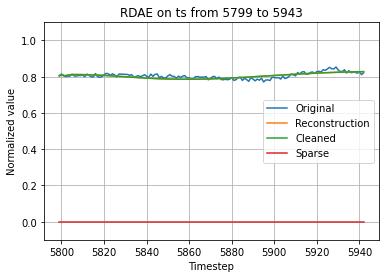 RDAE on ts from 5799 to 5943
Normalized value
1.0
0.8
0.6
0.4
0.2
0.0
Original
Reconstruction
Cleaned
Sparse
5800 5820 5840 5860 5880 5900 5920 5940
Timestep